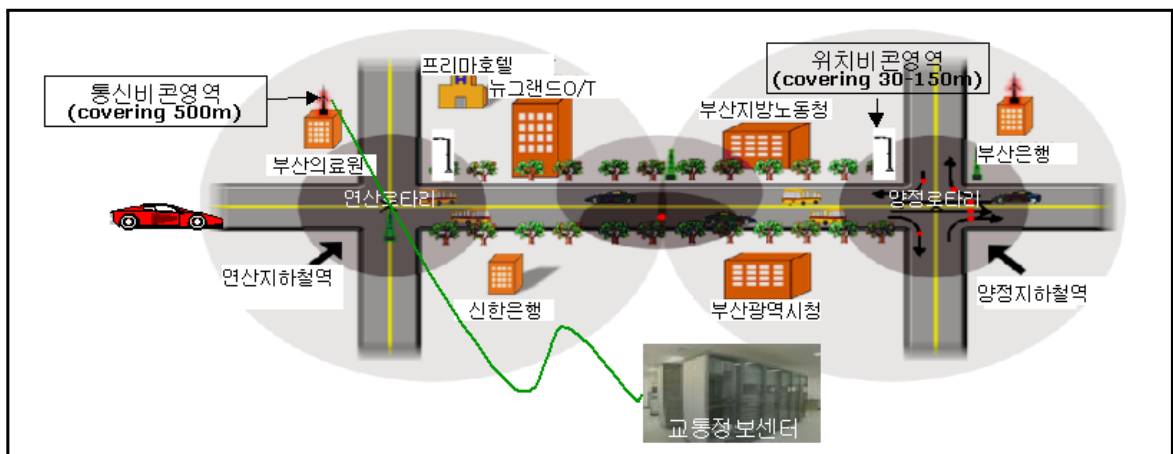 프리마호텔
뉴그랜드O/T
통신비콘영역
(covering 500m)
위치비콘영역
(covering 30-150m)
부산지방노동청
부산의료원
부산은행
연산로타리
양정로타리
연산지하철역
신한은행
부산광역시청
양정지하철역
교통정보센터